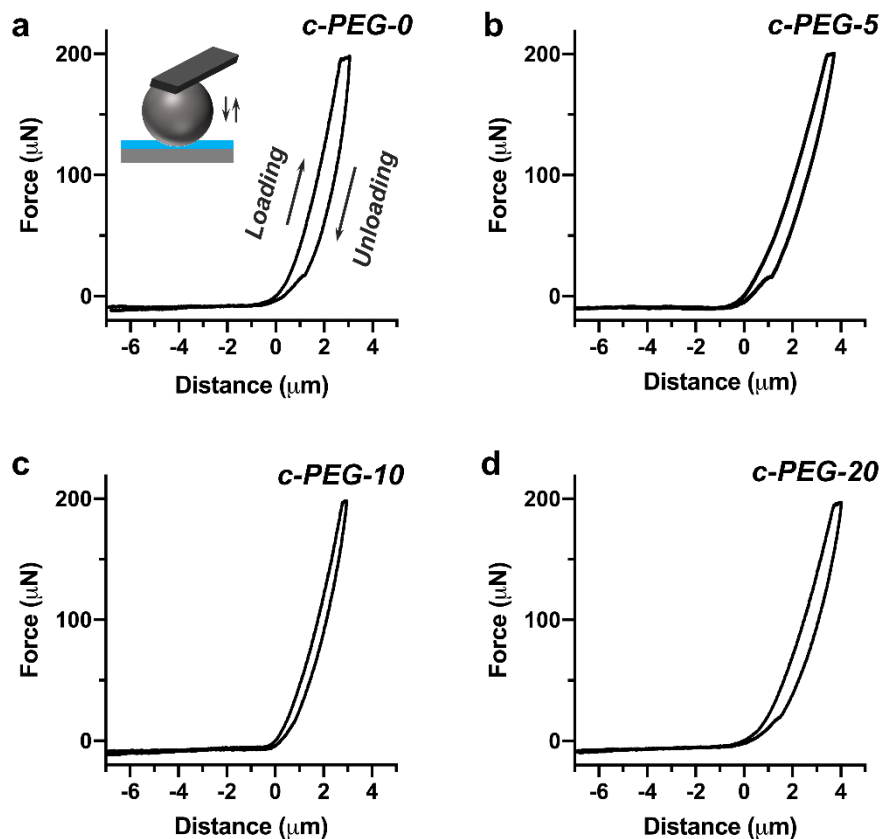 a
c-PEG-0
200
100
0
Force (μN)
Loading
Unloading
-6 -4 -2 0 2 4
Distance (μm)
b
c-PEG-5
200
100
0
Force (μN)
-6 -4 -2 0 2 4
Distance (μm)
c
c-PEG-10
200
100
0
Force (μN)
-6 -4 -2 0 2 4
Distance (μm)
d
c-PEG-20
200
100
0
Force (μN)
-6 -4 -2 0 2 4
Distance (μm)